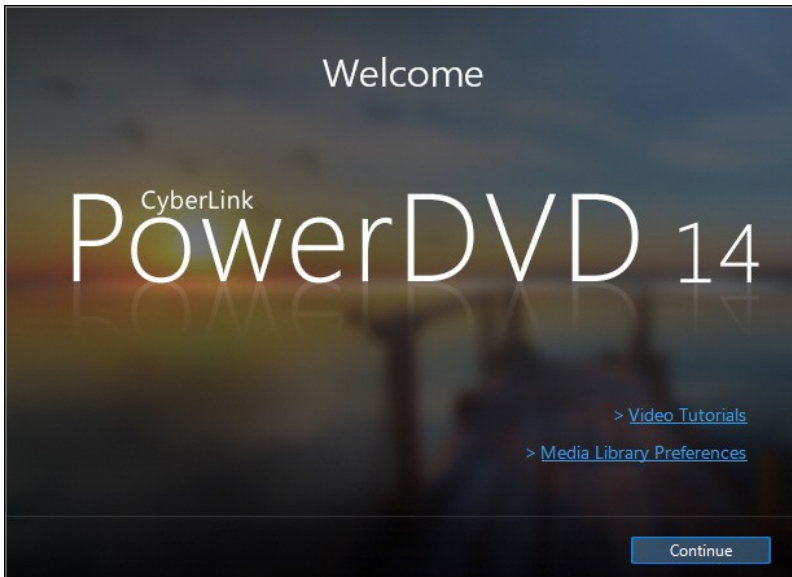 Welcome
CyberLink
PowerDVD 14
> Video Tutorials
> Media Library Preferences
Continue